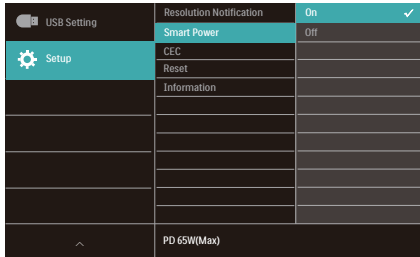 USB Setting
Setup
Resolution Notification
Smart Power
CEC
Reset
Information
On
Off
PD 65W(Max)